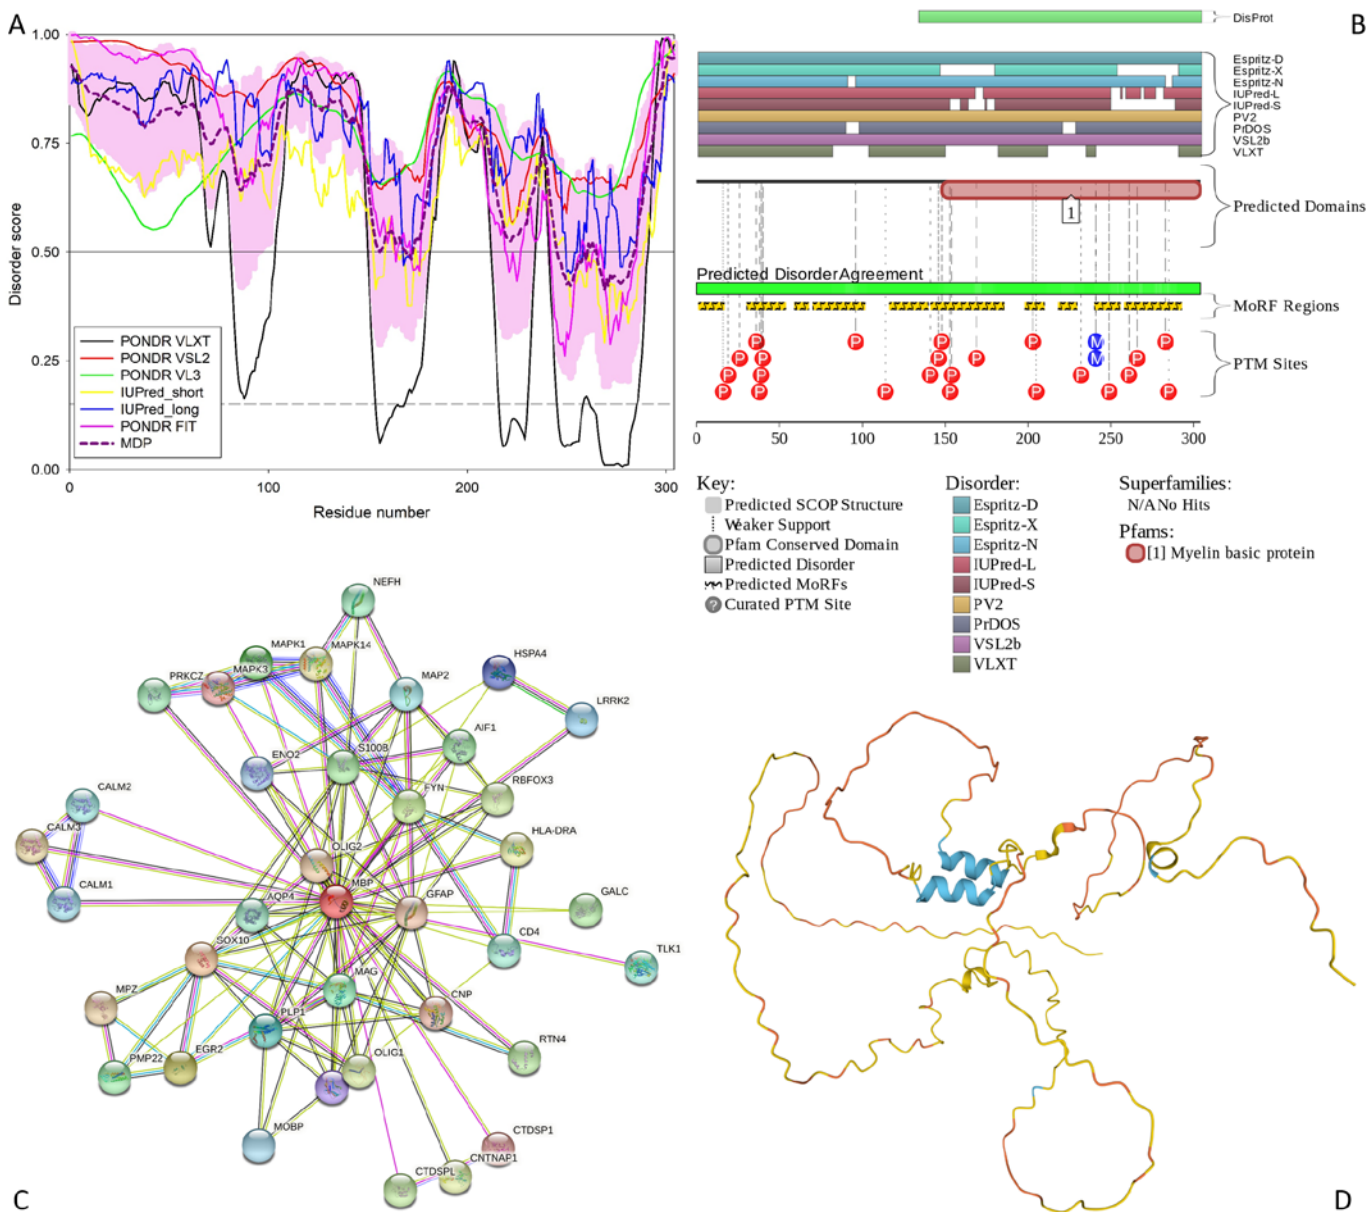 A
1.00
0.75
0.50
0.25
0.00
Disorder score
PONDR VLXT
PONDR VSL2
PONDR VL3
IUPred_short
IUPred_long
PONDR FIT
MDP
0
100
200
300
Residue number
B
DisProt
Espritz-D
Espritz-X
Espritz-N
IUPred-L
IUPred-S
PV2
PrDOS
VSL2b
VLXT
1
Predicted Domains
Predicted Disorder Agreement
MoRF Regions
P P P M P
P P P P M P
P P P P P P
P P P P P P P
PTM Sites
0 50 100 150 200 250 300
Key:
Predicted SCOP Structure
Weaker Support
Pfam Conserved Domain
Predicted Disorder
Predicted MoRFs
? Curated PTM Site
Disorder:
Espritz-D
Espritz-X
Espritz-N
IUPred-L
IUPred-S
PV2
PrDOS
VSL2b
VLXT
Superfamilies:
N/A No Hits
Pfams:
[1] Myelin basic protein
NEFH
MAPK1
MAPK14
MAPK3
PRKCZ
HSPA4
MAP2
LRRK2
AIF1
S100B
ENO2
RBFOX3
FYN
CALM2
CALM3
CALM1
HLA-DRA
OLIG2
MBP
GFAP
GALC
AQP4
SOX10
CD4
TLK1
MAG
CNP
MPZ
PLP1
RTN4
OLIG1
PMP22
EGR2
MOBP
CTDSP1
CNTNAP1
CTDSPL
C
D